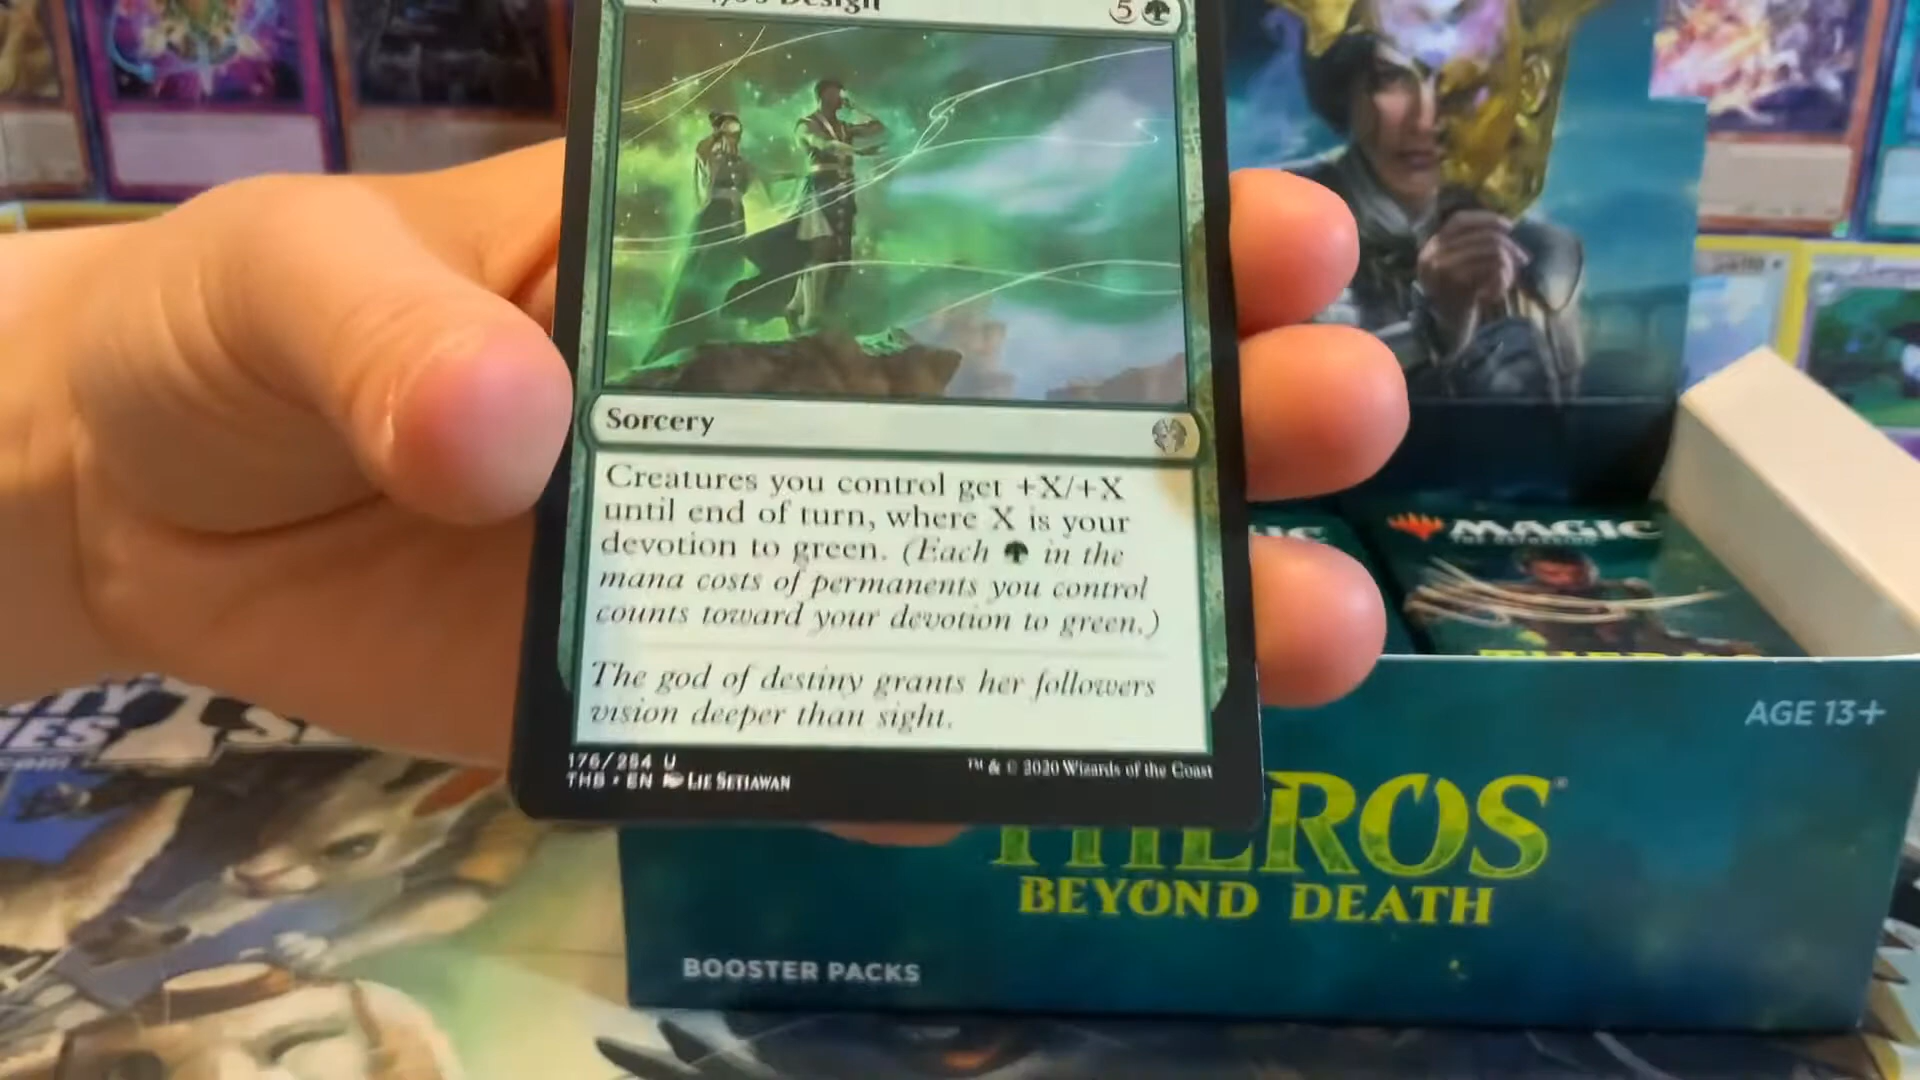 Design 5
Sorcery
Creatures you control get +X/+X
until end of turn, where X is your
devotion to green. (Each in the
mana costs of permanents you control
counts toward your devotion to green.)
The god of destiny grants her followers
vision deeper than sight.
176/254 U
THB • EN LIE SETIAWAN
™ & © 2020 Wizards of the Coast
MAGIC
AGE 13+
THEROS
BEYOND DEATH
BOOSTER PACKS